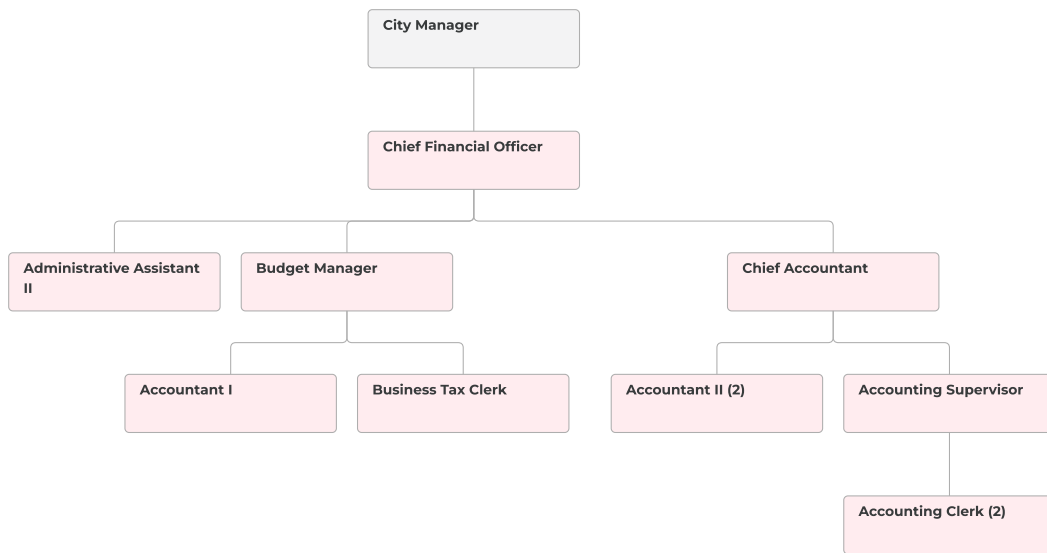 City Manager
Chief Financial Officer
Administrative Assistant
II
Budget Manager
Chief Accountant
Accountant I
Business Tax Clerk
Accountant II (2)
Accounting Supervisor
Accounting Clerk (2)